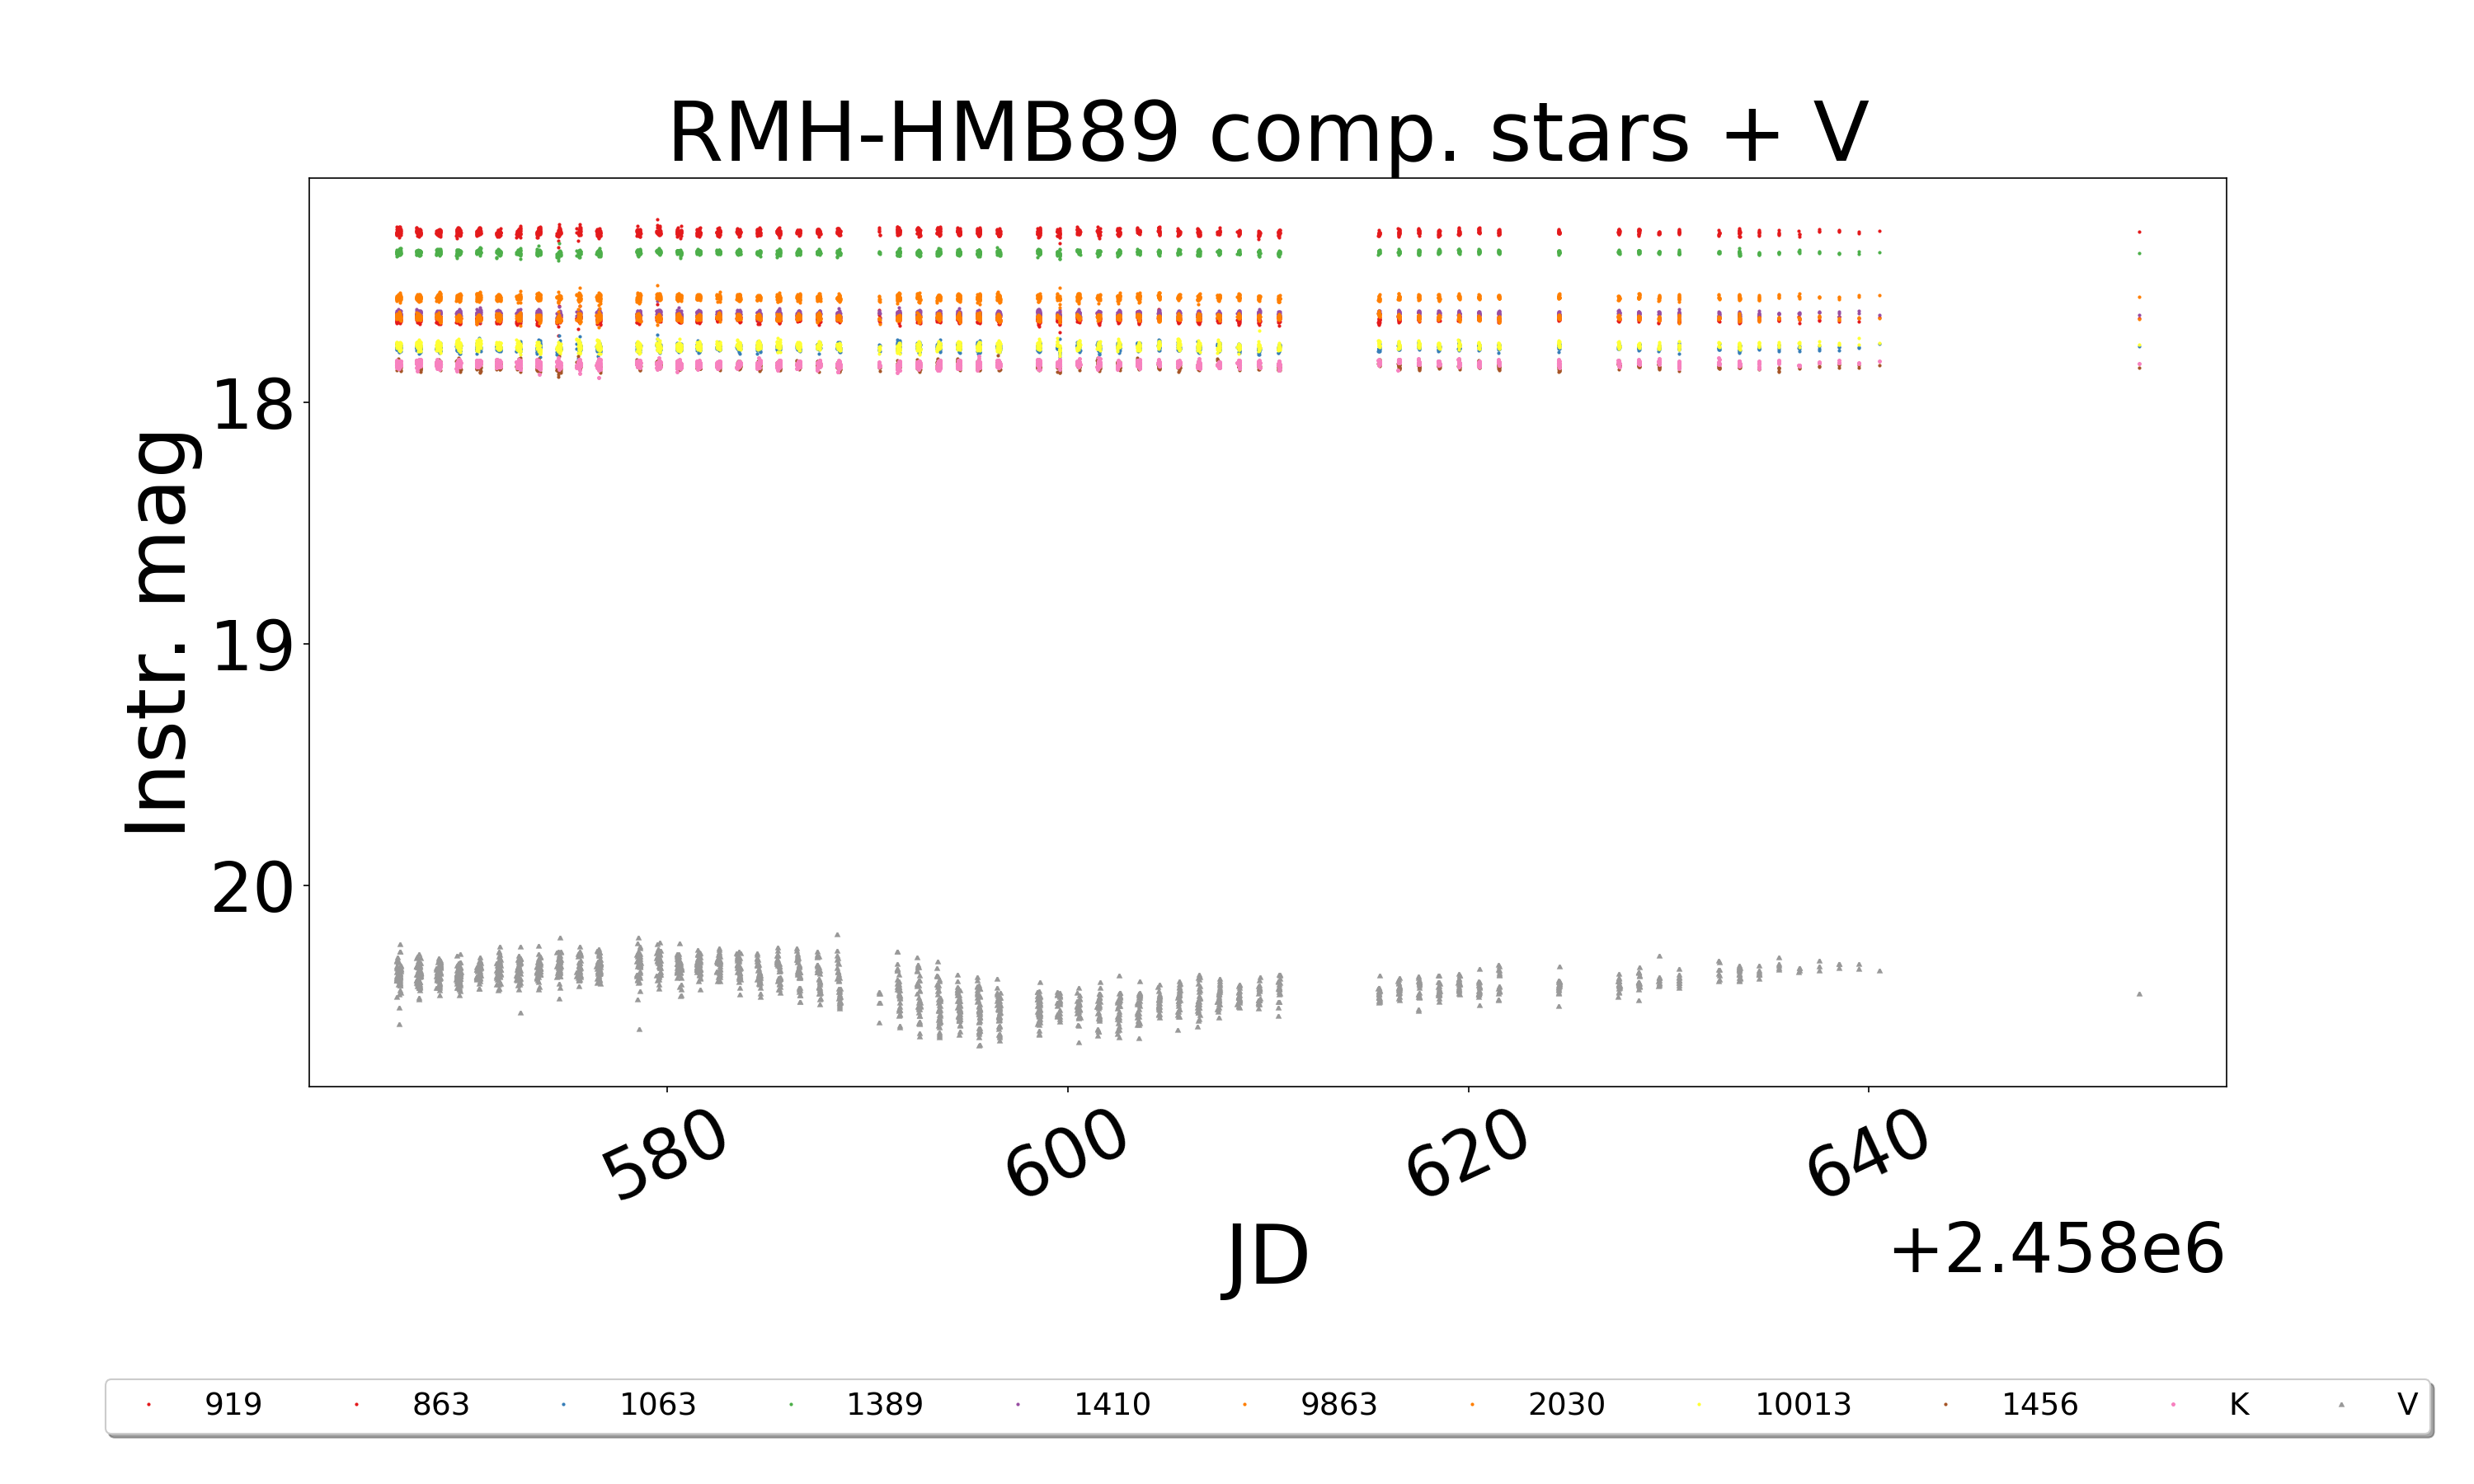 RMH-HMB89 comp. stars + V
Instr. mag
18
19
20
580 600 620 640
JD
+2.458e6
919 863 1063 1389 1410 9863 2030 10013 1456 K V